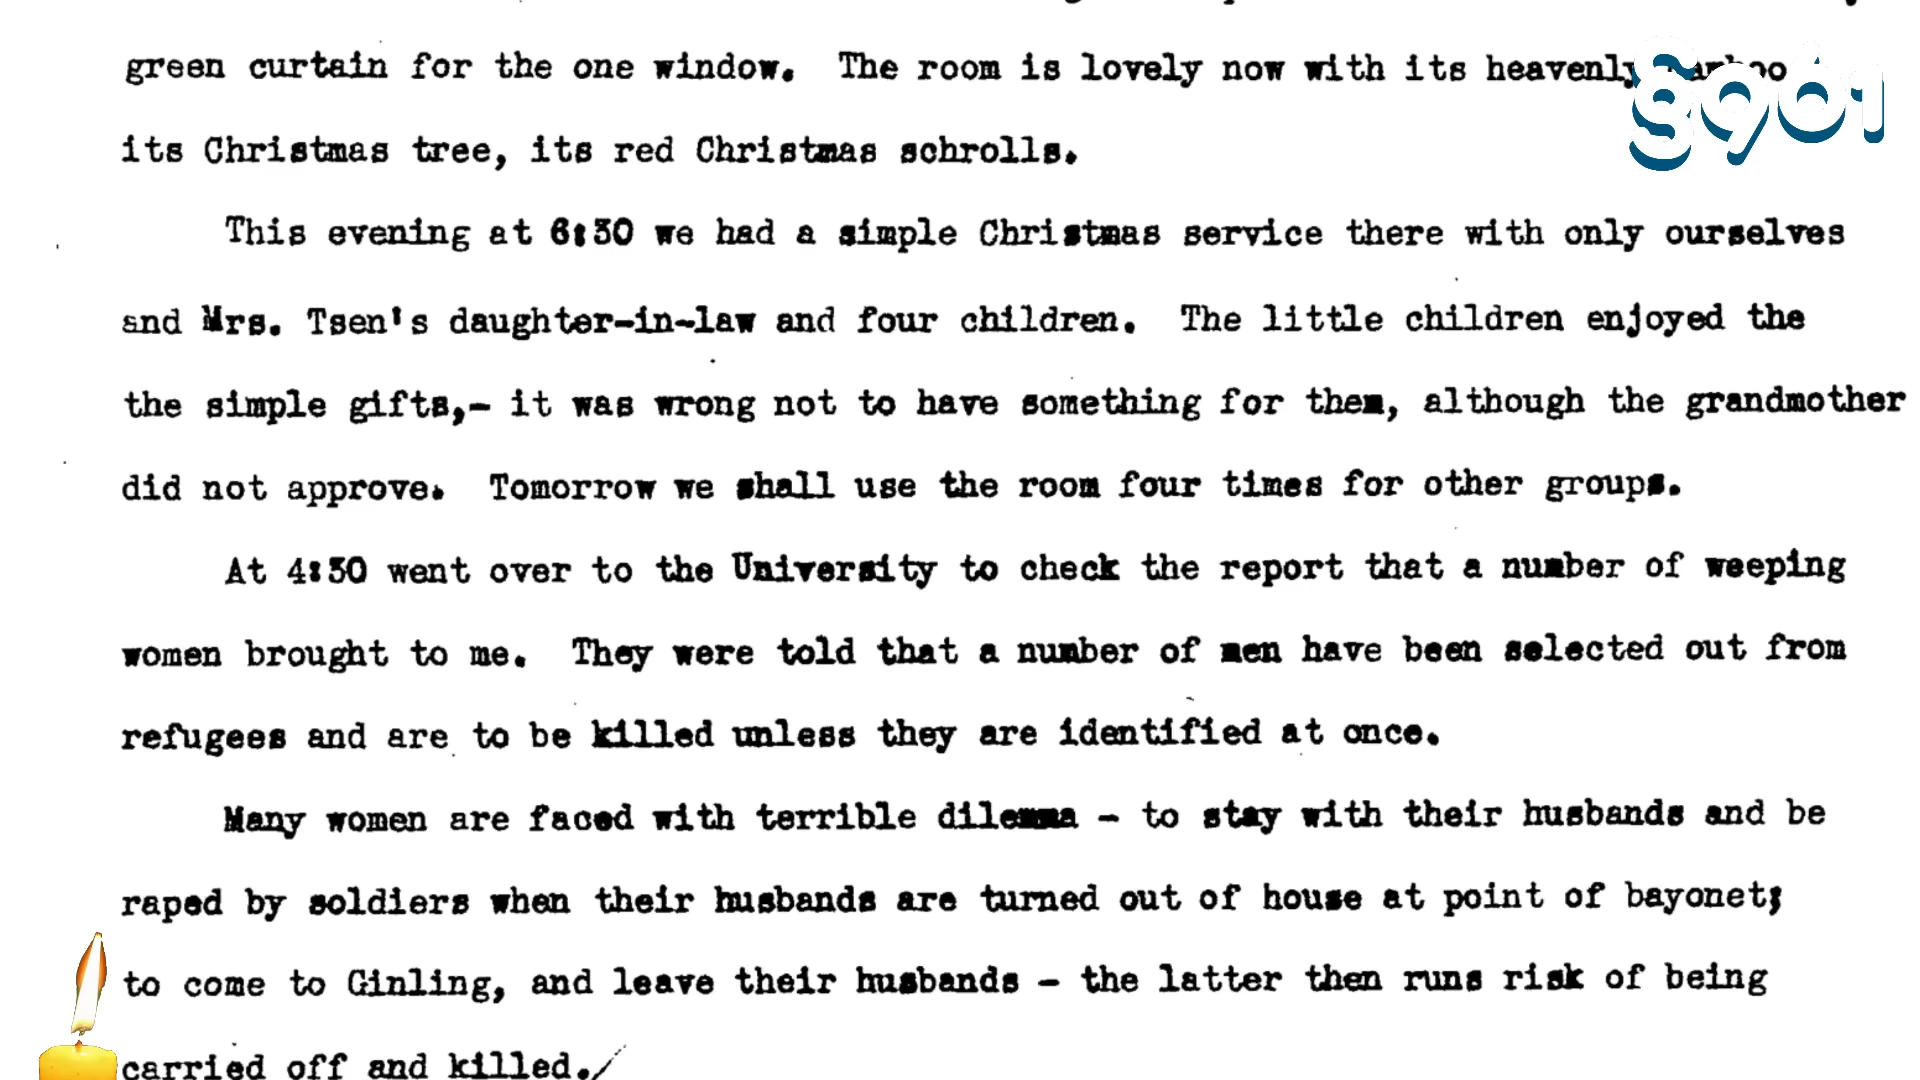 green curtain for the one window. The room is lovely now with its heavenly
its Christmas tree, its red Christmas schrolls.
This evening at 6:30 we had a simple Christmas service there with only ourselves
and Mrs. Tsen's daughter-in-law and four children. The little children enjoyed the
the simple gifts,- it was wrong not to have something for them, although the grandmother
did not approve. Tomorrow we shall use the room four times for other groups.
At 4:30 went over to the University to check the report that a number of weeping
women brought to me. They were told that a number of men have been selected out from
refugees and are to be killed unless they are identified at once.
Many women are faced with terrible dilemma - to stay with their husbands and be
raped by soldiers when their husbands are turned out of house at point of bayonet;
to come to Ginling, and leave their husbands - the latter then runs risk of being
carried off and killed.